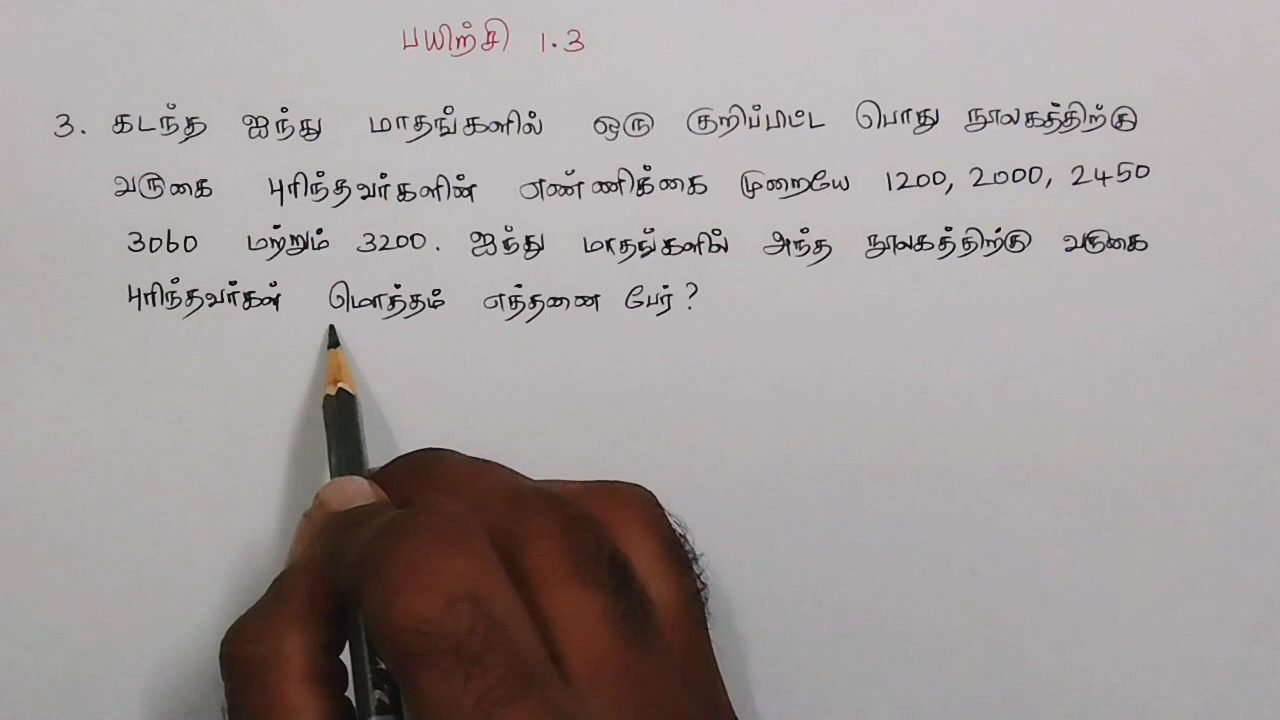 பயிற்சி 1.3
3. கடந்த ஐந்து மாதங்களில் ஒரு குறிப்பிட்ட பொது நூலகத்திற்கு
வருகை புரிந்தவர்களின் எண்ணிக்கை முறையே 1200, 2000, 2450
3060 மற்றும் 3200. ஐந்து மாதங்களில் அந்த நூலகத்திற்கு வருகை
புரிந்தவர்கள் மொத்தம் எத்தனை பேர்?